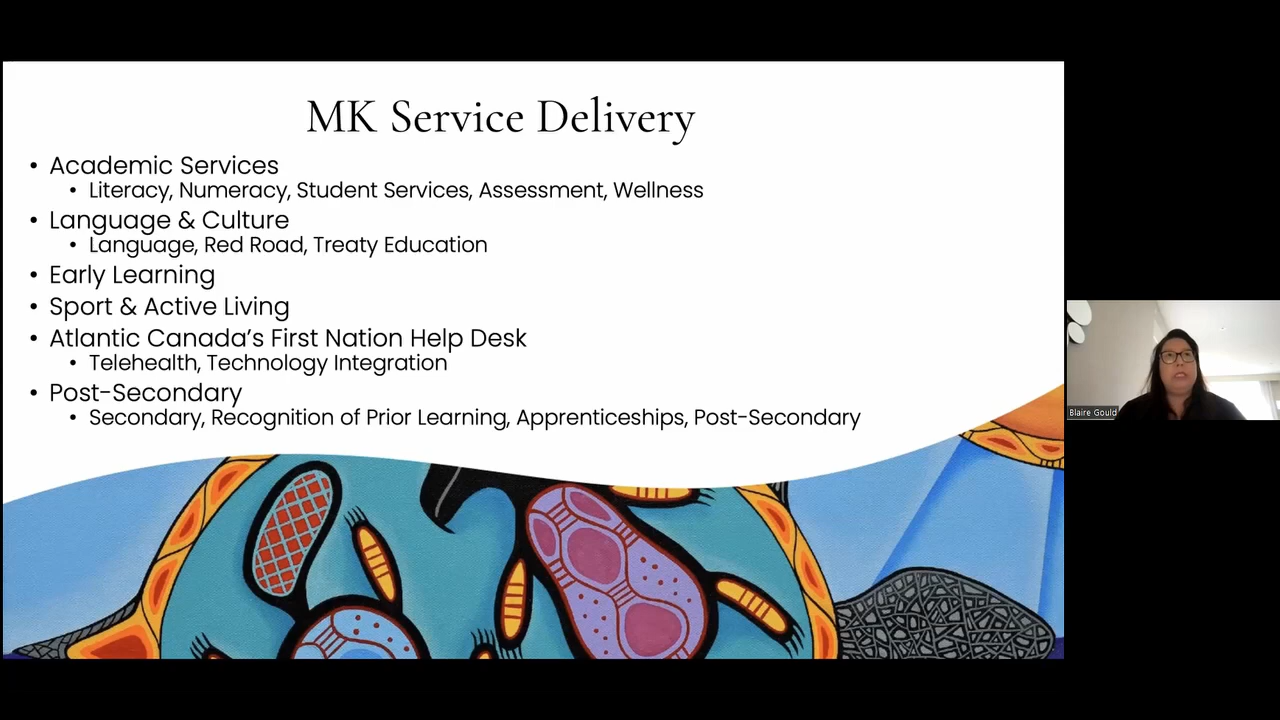 MK Service Delivery
• Academic Services
• Literacy, Numeracy, Student Services, Assessment, Wellness
• Language & Culture
• Language, Red Road, Treaty Education
• Early Learning
• Sport & Active Living
• Atlantic Canada's First Nation Help Desk
• Telehealth, Technology Integration
• Post-Secondary
• Secondary, Recognition of Prior Learning, Apprenticeships, Post-Secondary
Blaire Gould